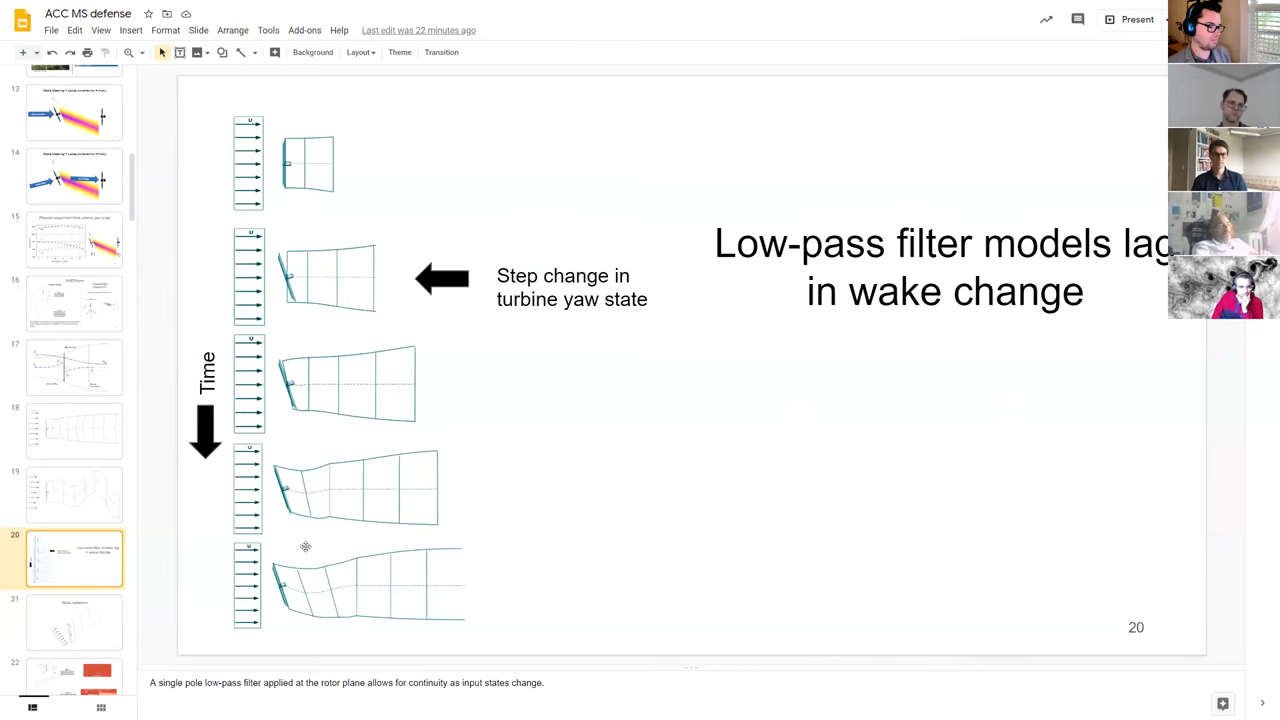 ACC MS defense
File Edit View Insert Format Slide Arrange Tools Add-ons Help Last edit was 22 minutes ago
Present
Background Layout Theme Transition
13
14
15
16
17
18
19
20
21
22
U
U
U
U
U
Time
Step change in
turbine yaw state
Low-pass filter models lag
in wake change
20
A single pole low-pass filter applied at the rotor plane allows for continuity as input states change.